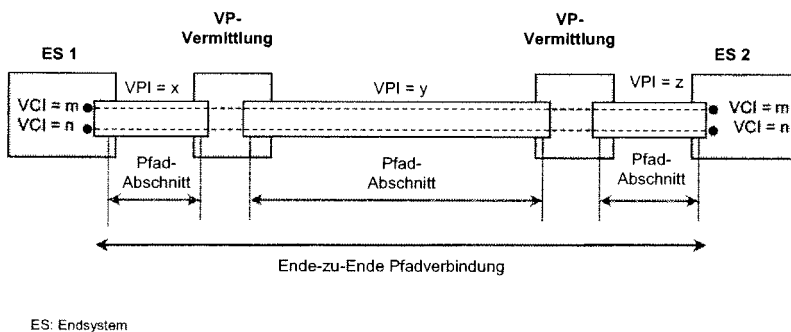 VP-
Vermittlung
VP-
Vermittlung
ES 1
ES 2
VPI = x
VPI = y
VPI = z
VCI = m
VCI = n
VCI = m
VCI = n
Pfad-
Abschnitt
Pfad-
Abschnitt
Pfad-
Abschnitt
Ende-zu-Ende Pfadverbindung
ES: Endsystem